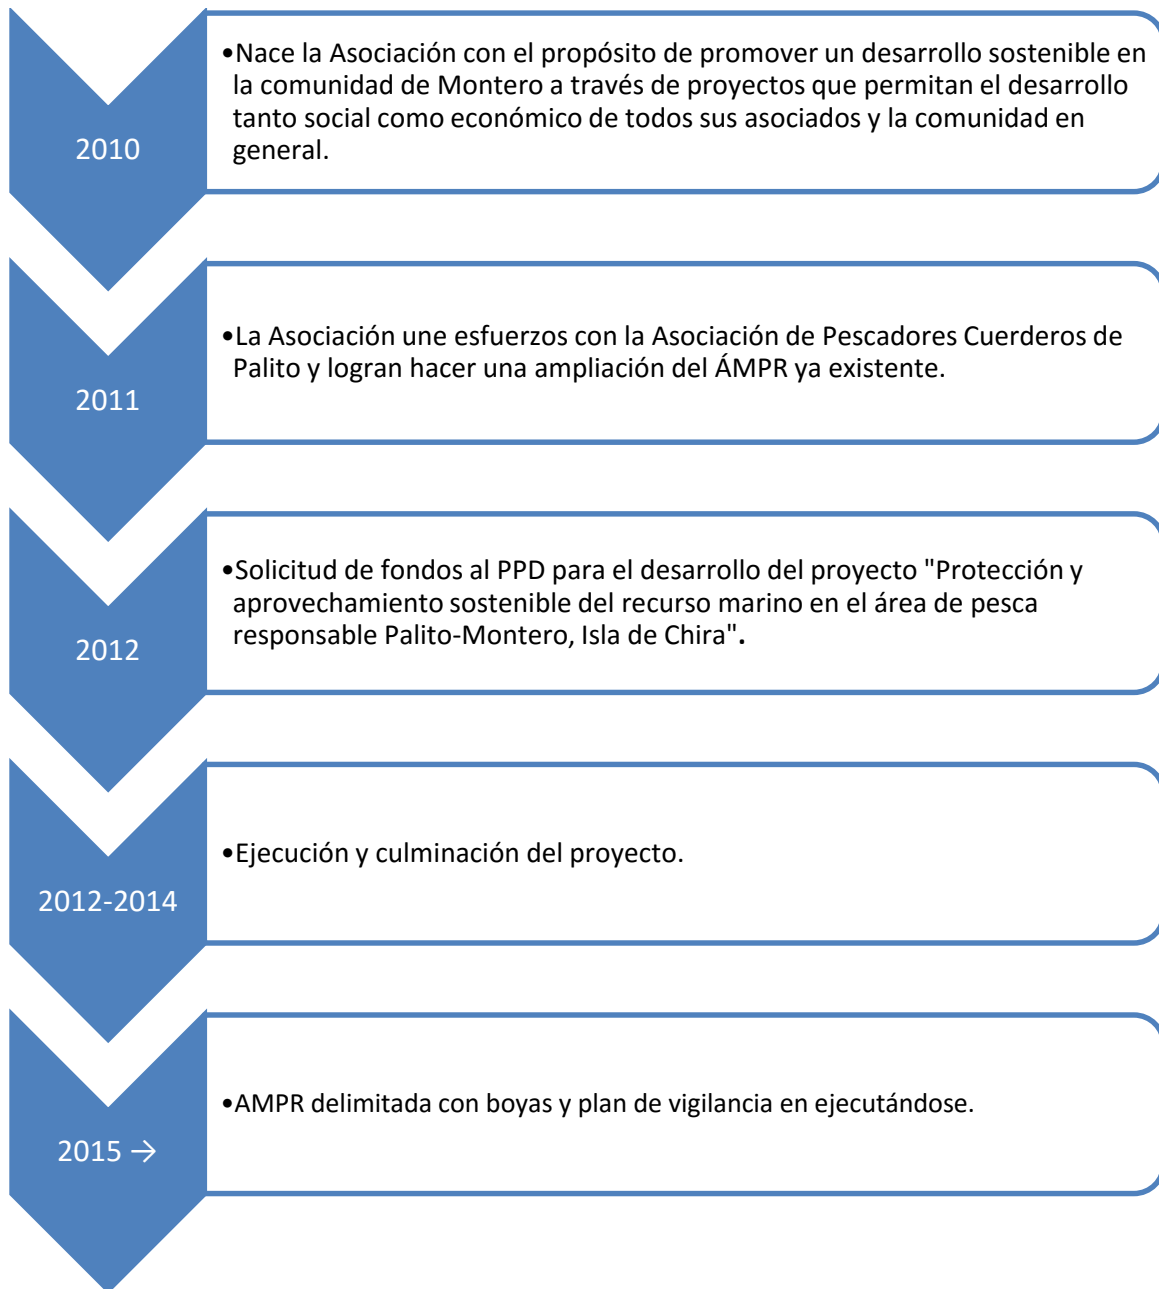 2010
•Nace la Asociación con el propósito de promover un desarrollo sostenible en
la comunidad de Montero a través de proyectos que permitan el desarrollo
tanto social como económico de todos sus asociados y la comunidad en
general.
2011
•La Asociación une esfuerzos con la Asociación de Pescadores Cuerderos de
Palito y logran hacer una ampliación del ÁMPR ya existente.
2012
•Solicitud de fondos al PPD para el desarrollo del proyecto "Protección y
aprovechamiento sostenible del recurso marino en el área de pesca
responsable Palito-Montero, Isla de Chira".
2012-2014
•Ejecución y culminación del proyecto.
2015 →
•AMPR delimitada con boyas y plan de vigilancia en ejecutándose.